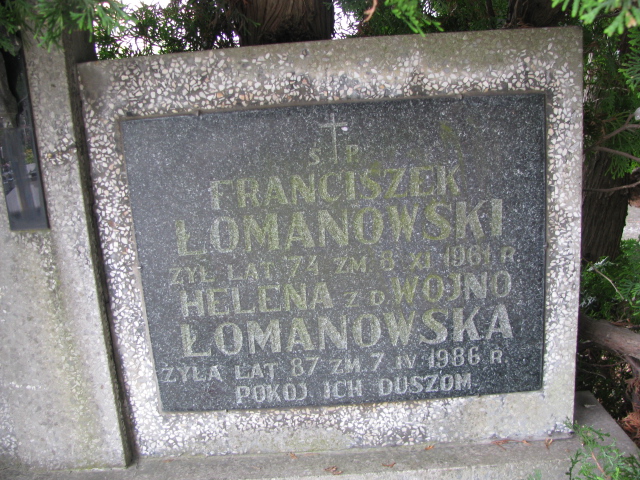 Ś P
FRANCISZEK
ŁOMANOWSKI
ŻYŁ LAT 74 ZM 8 XI 1961 R
HELENA Z D WOJNO
ŁOMANOWSKA
ŻYŁA LAT 87 ZM. 7 IV 1986 R.
POKÓJ ICH DUSZOM.